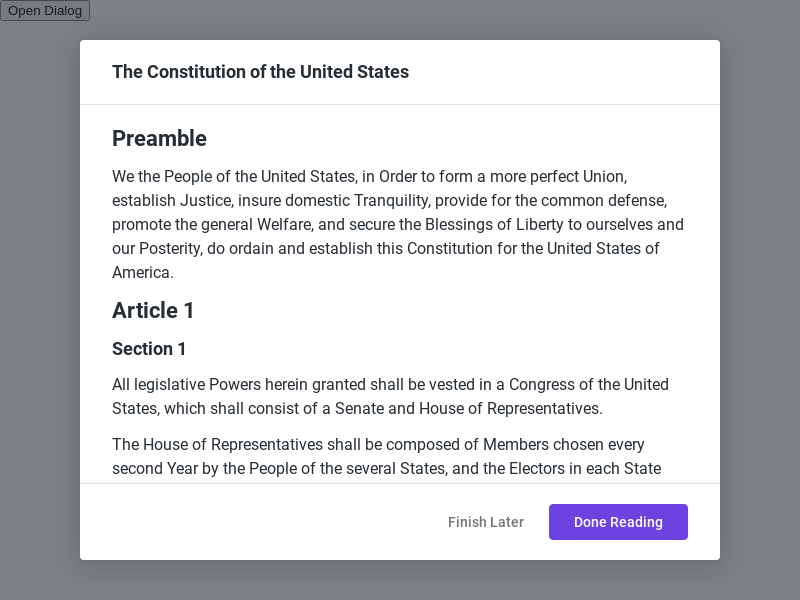 Open Dialog
The Constitution of the United States
Preamble
We the People of the United States, in Order to form a more perfect Union,
establish Justice, insure domestic Tranquility, provide for the common defense,
promote the general Welfare, and secure the Blessings of Liberty to ourselves and
our Posterity, do ordain and establish this Constitution for the United States of
America.
Article 1
Section 1
All legislative Powers herein granted shall be vested in a Congress of the United
States, which shall consist of a Senate and House of Representatives.
The House of Representatives shall be composed of Members chosen every
second Year by the People of the several States, and the Electors in each State
Finish Later
Done Reading